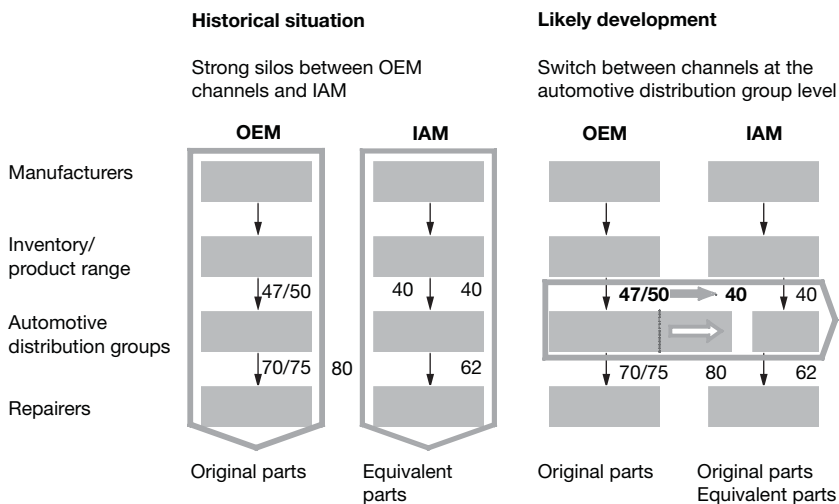 Historical situation
Likely development
Strong silos between OEM
channels and IAM
Switch between channels at the
automotive distribution group level
OEM
IAM
OEM
IAM
Manufacturers
Inventory/
product range
47/50
40
40
47/50
40
40
Automotive
distribution groups
70/75
80
62
70/75
80
62
Repairers
Original parts
Equivalent
parts
Original parts
Original parts
Equivalent parts